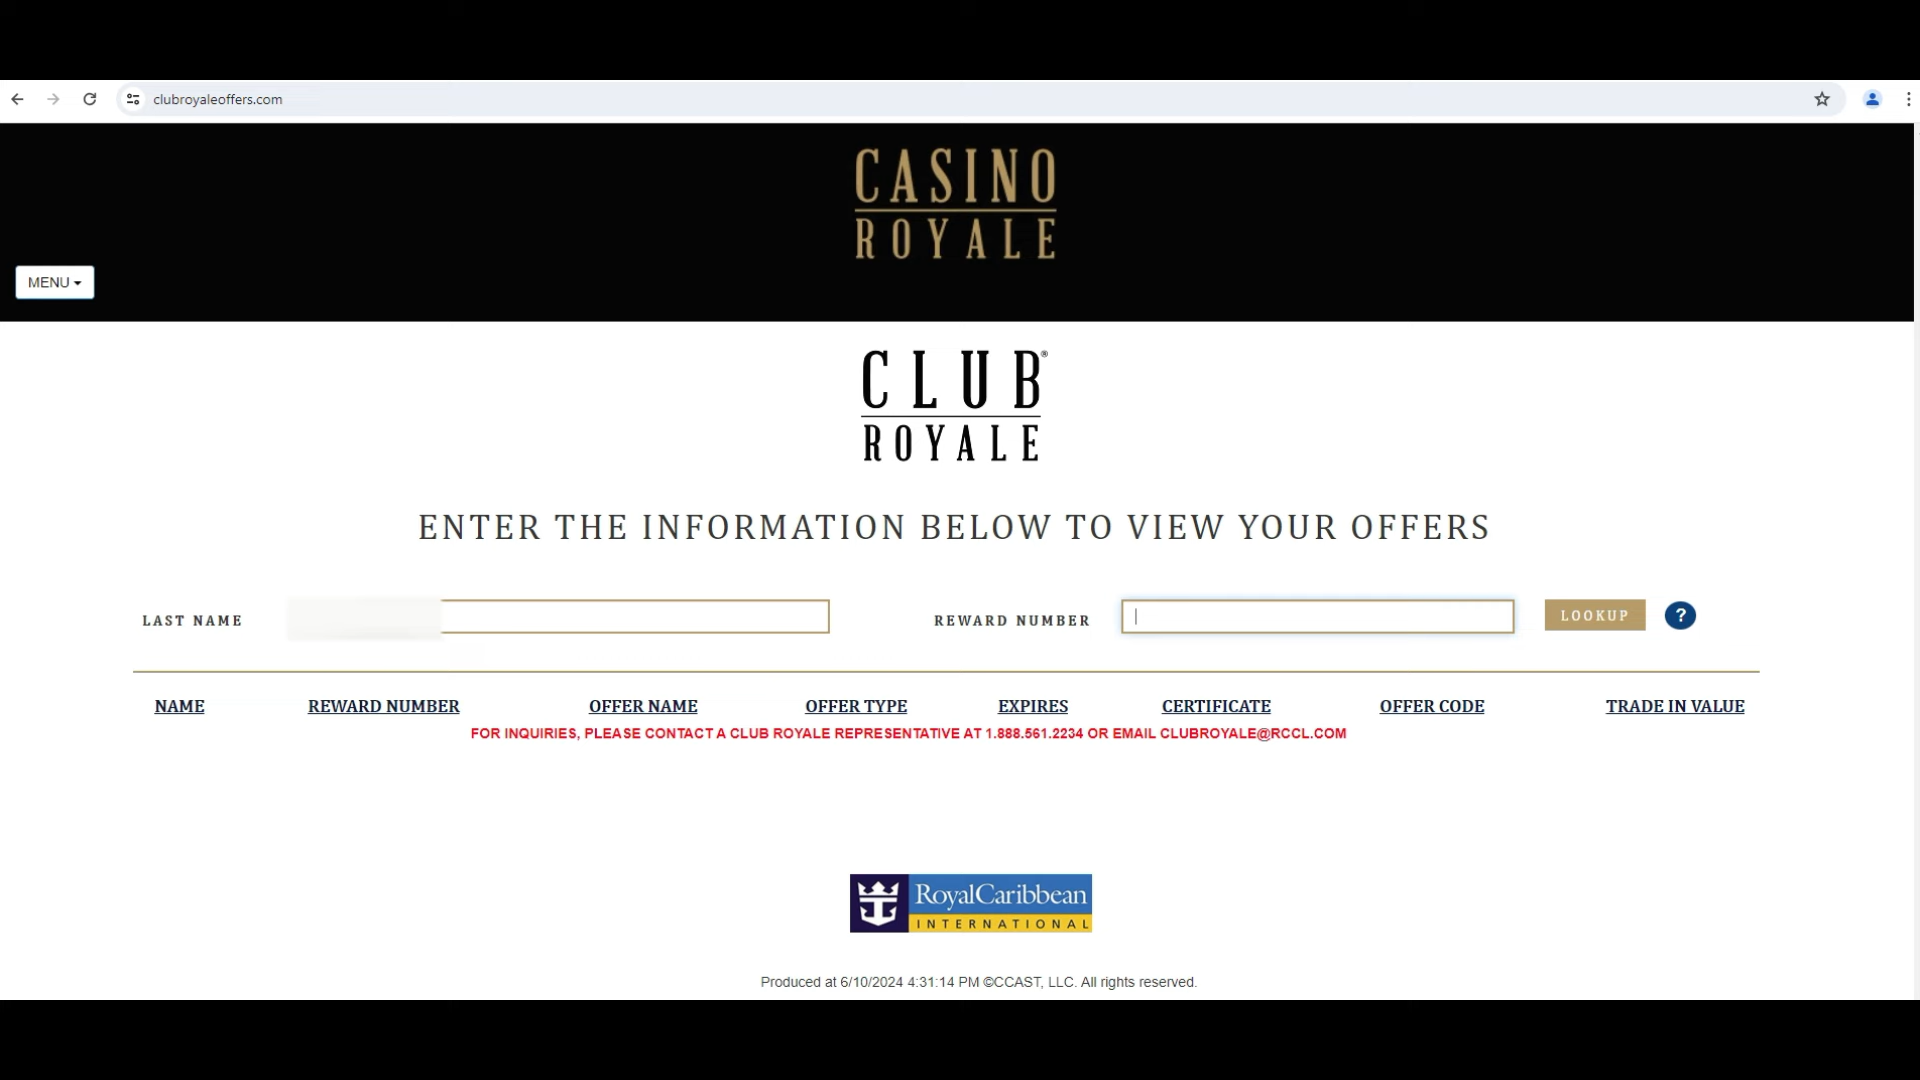 clubroyaleoffers.com
CASINO
ROYALE
MENU
CLUB®
ROYALE
ENTER THE INFORMATION BELOW TO VIEW YOUR OFFERS
LAST NAME REWARD NUMBER LOOKUP ?
NAME REWARD NUMBER OFFER NAME OFFER TYPE EXPIRES CERTIFICATE OFFER CODE TRADE IN VALUE
FOR INQUIRIES, PLEASE CONTACT A CLUB ROYALE REPRESENTATIVE AT 1.888.561.2234 OR EMAIL CLUBROYALE@RCCL.COM
RoyalCaribbean
INTERNATIONAL
Produced at 6/10/2024 4:31:14 PM ©CCAST, LLC. All rights reserved.